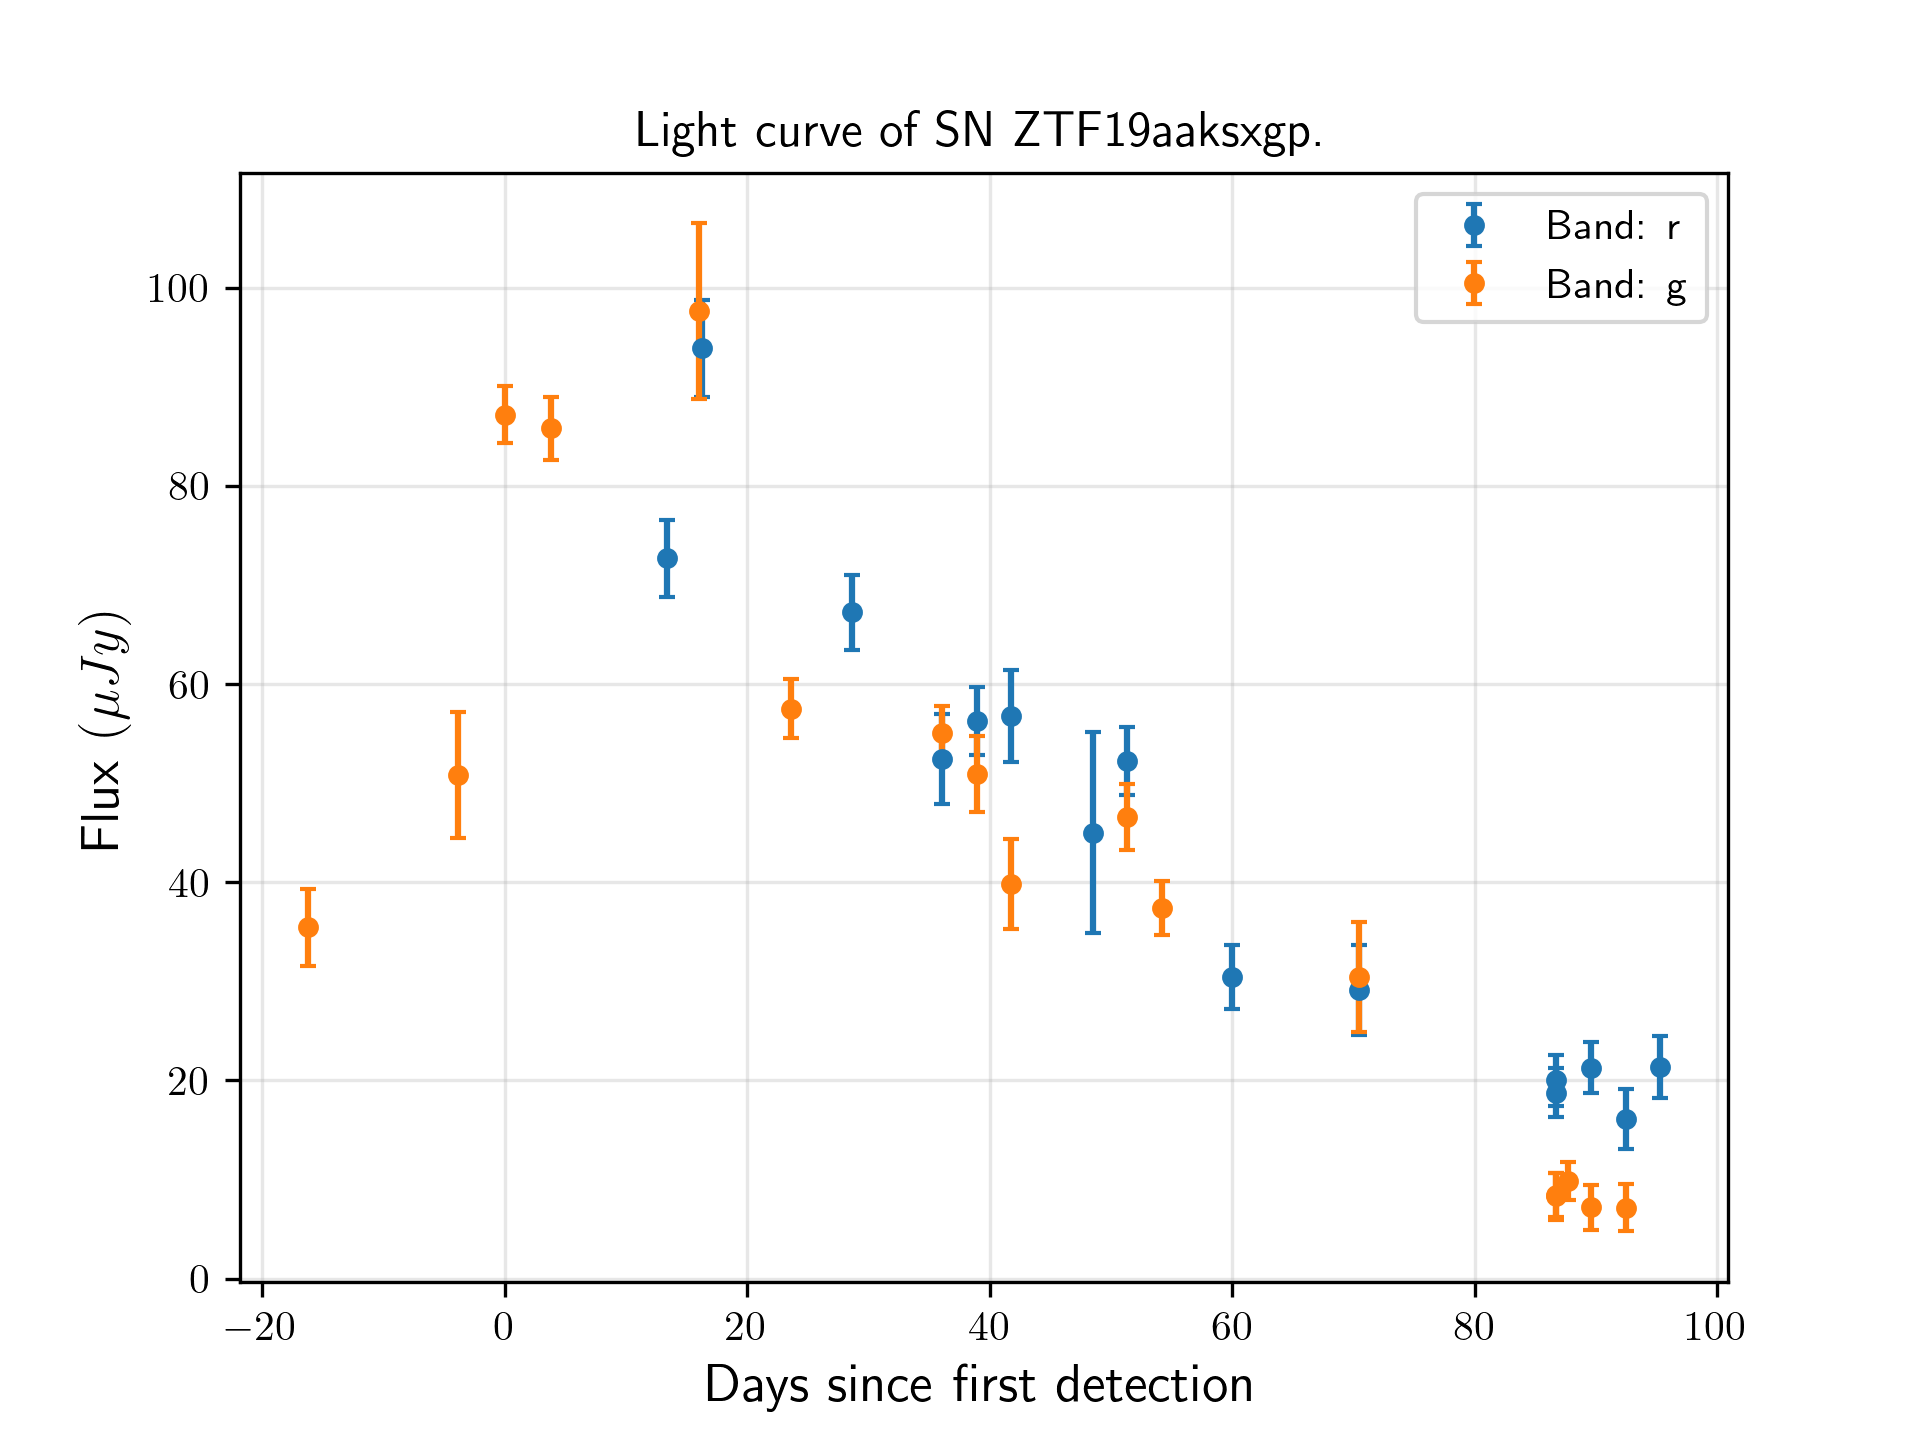 Light curve of SN ZTF19aaksxgp.
Band: r
Band: g
100
80
60
40
20
0
Flux (μJy)
−20 0 20 40 60 80 100
Days since first detection